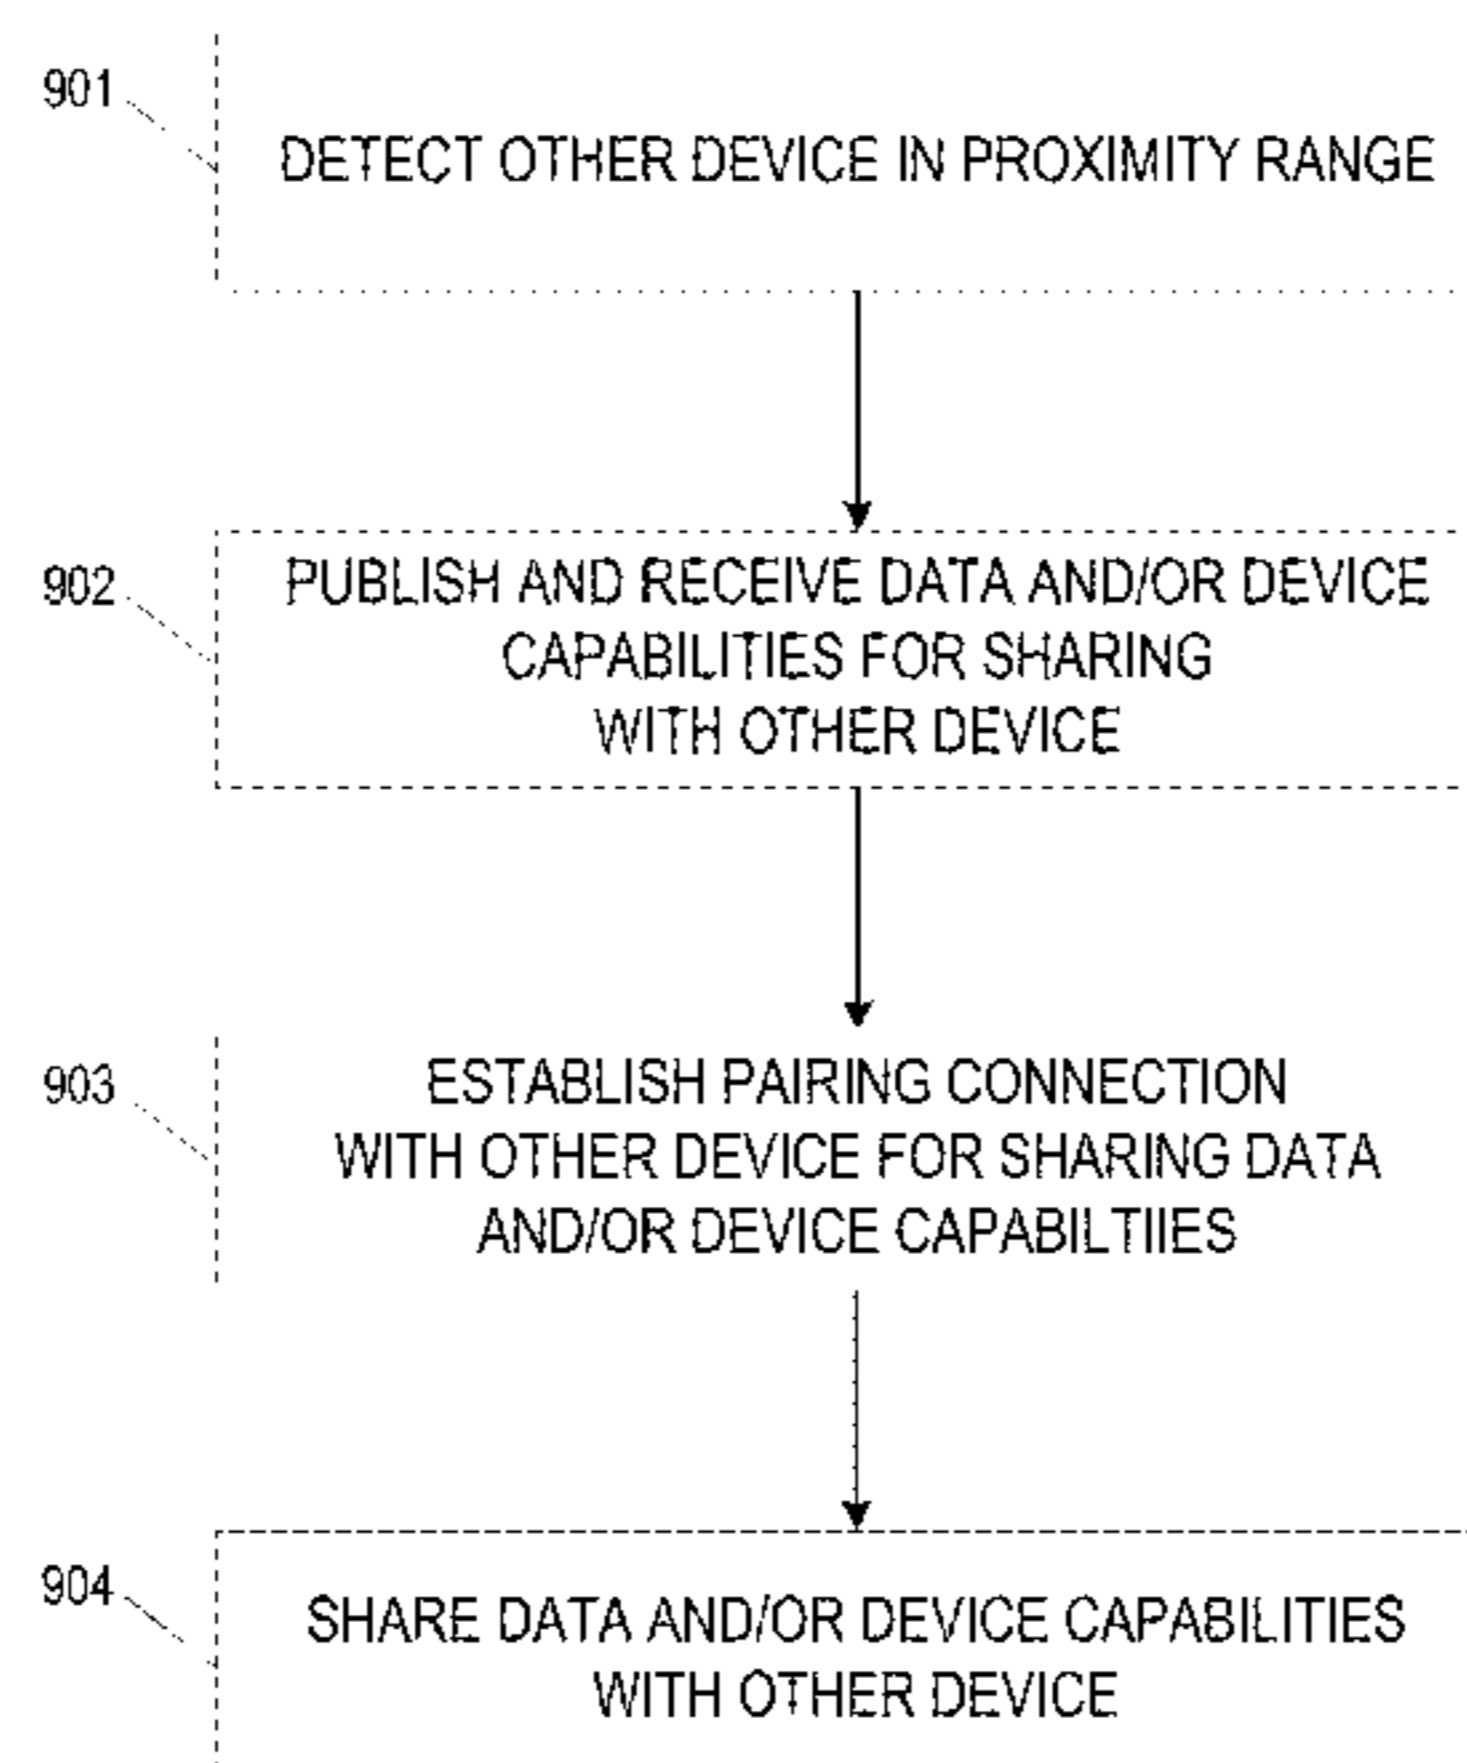 901
DETECT OTHER DEVICE IN PROXIMITY RANGE
902
PUBLISH AND RECEIVE DATA AND/OR DEVICE
CAPABILITIES FOR SHARING
WITH OTHER DEVICE
903
ESTABLISH PAIRING CONNECTION
WITH OTHER DEVICE FOR SHARING DATA
AND/OR DEVICE CAPABILTIIES
904
SHARE DATA AND/OR DEVICE CAPABILITIES
WITH OTHER DEVICE